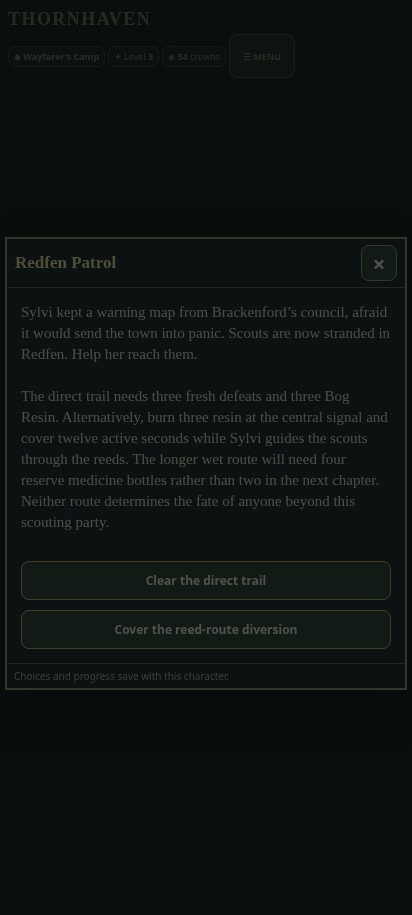 THORNHAVEN
◆ Wayfarer's Camp ✦ Level 3 ◈ 54 crowns ☰ MENU
Redfen Patrol ×
Sylvi kept a warning map from Brackenford’s council, afraid
it would send the town into panic. Scouts are now stranded in
Redfen. Help her reach them.
The direct trail needs three fresh defeats and three Bog
Resin. Alternatively, burn three resin at the central signal and
cover twelve active seconds while Sylvi guides the scouts
through the reeds. The longer wet route will need four
reserve medicine bottles rather than two in the next chapter.
Neither route determines the fate of anyone beyond this
scouting party.
Clear the direct trail
Cover the reed-route diversion
Choices and progress save with this character.